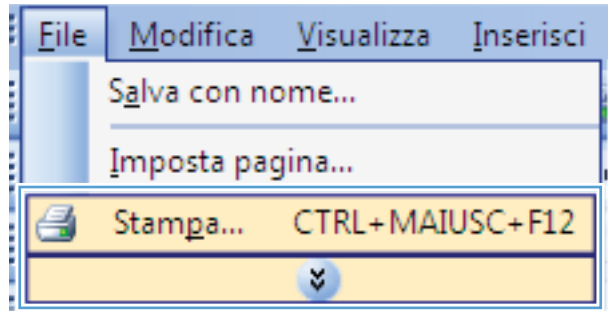 File Modifica Visualizza Inserisci
Salva con nome...
Imposta pagina...
Stampa... CTRL+MAIUSC+F12